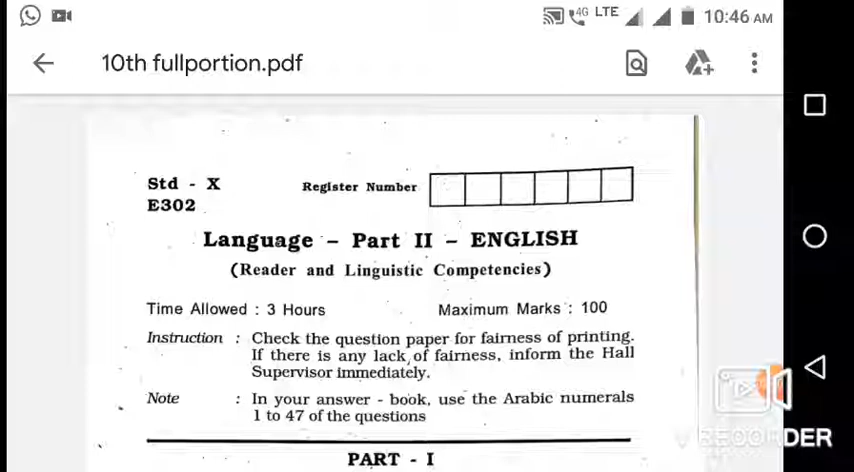 4G LTE 10:46 AM
10th fullportion.pdf
Std - X
Register Number
E302
Language - Part II - ENGLISH
(Reader and Linguistic Competencies)
Time Allowed : 3 Hours Maximum Marks : 100
Instruction : Check the question paper for fairness of printing.
If there is any lack of fairness, inform the Hall
Supervisor immediately.
Note : In your answer - book, use the Arabic numerals
1 to 47 of the questions
PART - I
RECORDER